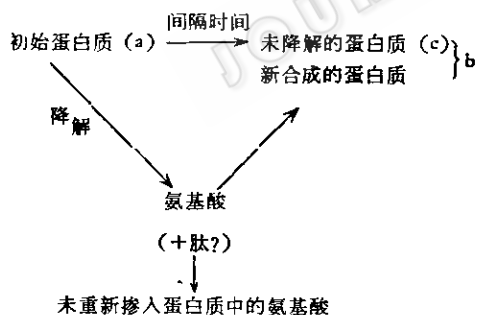 间隔时间
初始蛋白质（a） 未降解的蛋白质（c）
新合成的蛋白质 } b
降解
氨基酸
（＋肽?）
未重新掺入蛋白质中的氨基酸